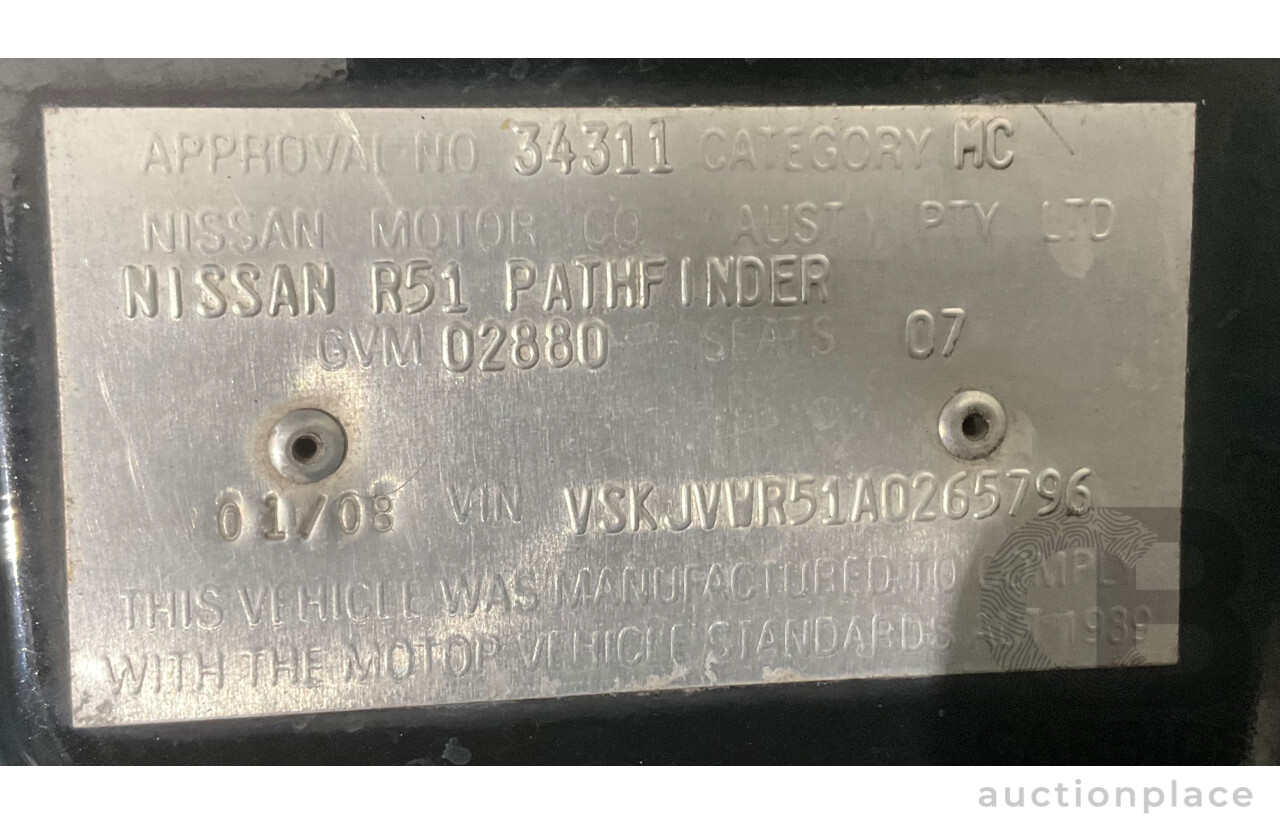 APPROVAL NO 34311 CATEGORY MC
NISSAN MOTOR CO (AUST) PTY LTD
NISSAN R51 PATHFINDER
GVM 02880 SEATS 07
01/08 VIN VSKJVWR51A0265796
THIS VEHICLE WAS MANUFACTURED TO COMPLY
WITH THE MOTOR VEHICLE STANDARDS ACT 1989
auctionplace